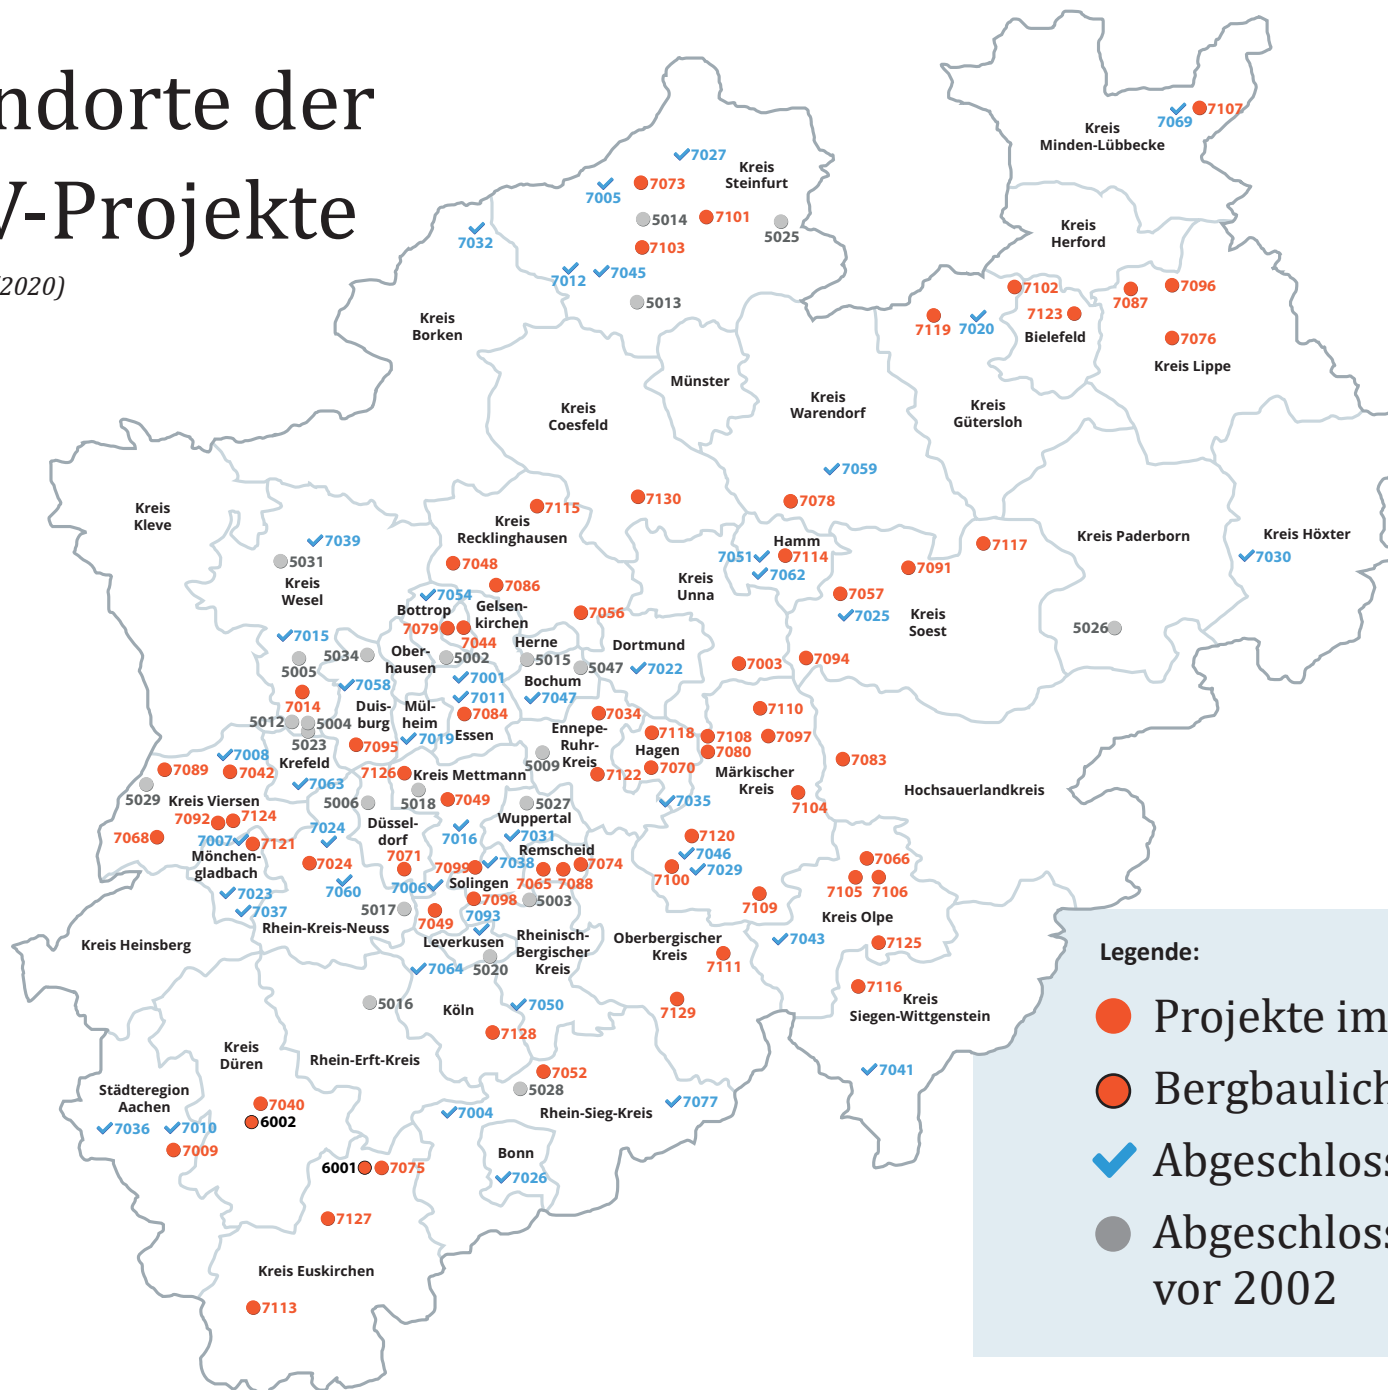 ndorte der
V-Projekte
2020)
7069
7107
Kreis
Minden-Lübbecke
7027
Kreis
Steinfurt
7005
7073
5014
7101
5025
7032
7103
7012
7045
5013
Kreis
Herford
7102
7123
7087
7096
7119
7020
Bielefeld
7076
Kreis Lippe
Kreis
Borken
Münster
Kreis
Coesfeld
Kreis
Warendorf
Kreis
Gütersloh
7059
7078
7130
7115
Kreis
Recklinghausen
Kreis
Kleve
7039
5031
Kreis
Wesel
7048
7086
7054
Bottrop
Gelsen-
kirchen
7079
7044
7056
Hamm
7051
7114
7062
Kreis
Unna
7117
7091
7057
7025
Kreis
Soest
Kreis Paderborn
Kreis Höxter
7030
5026
7015
5034
5005
Ober-
hausen
5002
Herne
5015
5047
Dortmund
7022
7003
7094
7058
7014
7001
7011
Bochum
7047
5012
5004
5023
Duis-
burg
Mül-
heim
7084
Essen
7019
7095
7034
Ennepe-
Ruhr-
Kreis
5009
7122
7118
Hagen
7070
7110
7108
7097
7080
Märkischer
Kreis
7083
7104
7035
Hochsauerlandkreis
7008
Krefeld
7089
7042
7063
5029
Kreis Viersen
7126
Kreis Mettmann
5006
5018
7049
5027
Wuppertal
7092
7124
7068
7007
7121
Mönchen-
gladbach
7024
7024
Düssel-
dorf
7071
7016
7031
Remscheid
7099
7038
7074
7065
7088
7006
Solingen
7060
7023
7037
5017
7098
5003
7093
7049
Rhein-Kreis-Neuss
Leverkusen
5020
Rheinisch-
Bergischer
Kreis
7120
7046
7029
7100
7109
7066
7105
7106
Kreis Olpe
7043
7125
Oberbergischer
Kreis
7111
7129
7116
Kreis
Siegen-Wittgenstein
7041
Kreis Heinsberg
7064
5016
Köln
7050
7128
Kreis
Düren
Rhein-Erft-Kreis
7052
5028
Rhein-Sieg-Kreis
7077
Städteregion
Aachen
7040
6002
7036
7010
7009
7004
Bonn
7026
6001
7075
7127
Kreis Euskirchen
7113
Legende:
Projekte im
Bergbaulich
Abgeschloss
Abgeschloss
vor 2002